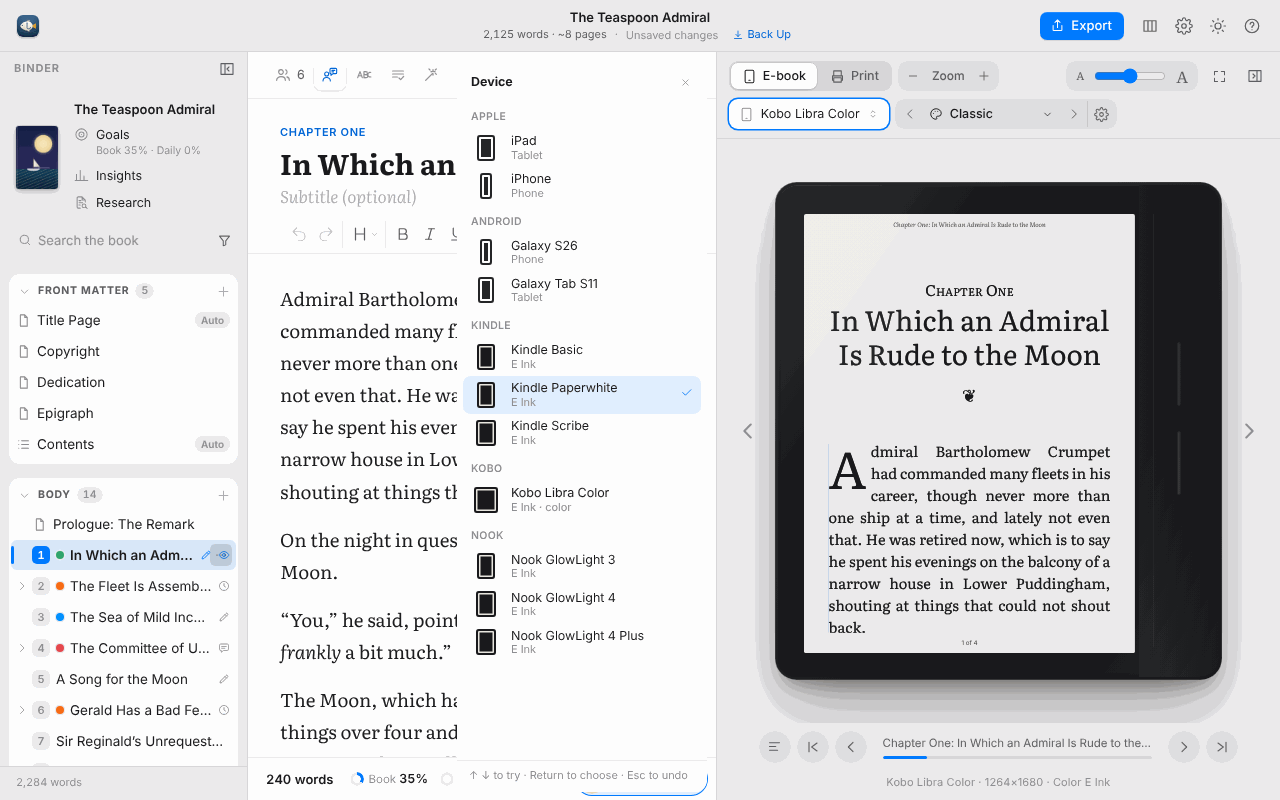 The Teaspoon Admiral
2,125 words · ~8 pages · Unsaved changes Back Up
Export
BINDER
The Teaspoon Admiral
Goals
Book 35% · Daily 0%
Insights
Research
Search the book
FRONT MATTER 5
Title Page Auto
Copyright
Dedication
Epigraph
Contents Auto
BODY 14
Prologue: The Remark
1 In Which an Adm...
2 The Fleet Is Assemb...
3 The Sea of Mild Inc...
4 The Committee of U...
5 A Song for the Moon
6 Gerald Has a Bad Fe...
7 Sir Reginald's Unrequest...
2,284 words
6 ABC
CHAPTER ONE
In Which an
Subtitle (optional)
H B I U
Admiral Bartholome
commanded many fl
never more than one
not even that. He wa
say he spent his ever
narrow house in Low
shouting at things th
On the night in ques
Moon.
“You,” he said, point
frankly a bit much.”
The Moon, which ha
things over four and
240 words Book 35%
Device
APPLE
iPad
Tablet
iPhone
Phone
ANDROID
Galaxy S26
Phone
Galaxy Tab S11
Tablet
KINDLE
Kindle Basic
E Ink
Kindle Paperwhite
E Ink
Kindle Scribe
E Ink
KOBO
Kobo Libra Color
E Ink · color
NOOK
Nook GlowLight 3
E Ink
Nook GlowLight 4
E Ink
Nook GlowLight 4 Plus
E Ink
↑ ↓ to try · Return to choose · Esc to undo
E-book Print Zoom A A
Kobo Libra Color Classic
Chapter One: In Which an Admiral Is Rude to the Moon
Chapter One
In Which an Admiral
Is Rude to the Moon
Admiral Bartholomew Crumpet
had commanded many fleets in his
career, though never more than
one ship at a time, and lately not even
that. He was retired now, which is to say
he spent his evenings on the balcony of a
narrow house in Lower Puddingham,
shouting at things that could not shout
back.
1 of 4
Chapter One: In Which an Admiral Is Rude to the...
Kobo Libra Color · 1264×1680 · Color E Ink